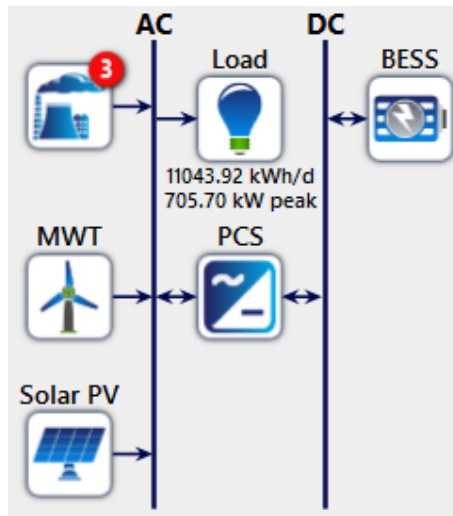 AC
DC
3
Load
BESS
11043.92 kWh/d
705.70 kW peak
MWT
PCS
Solar PV